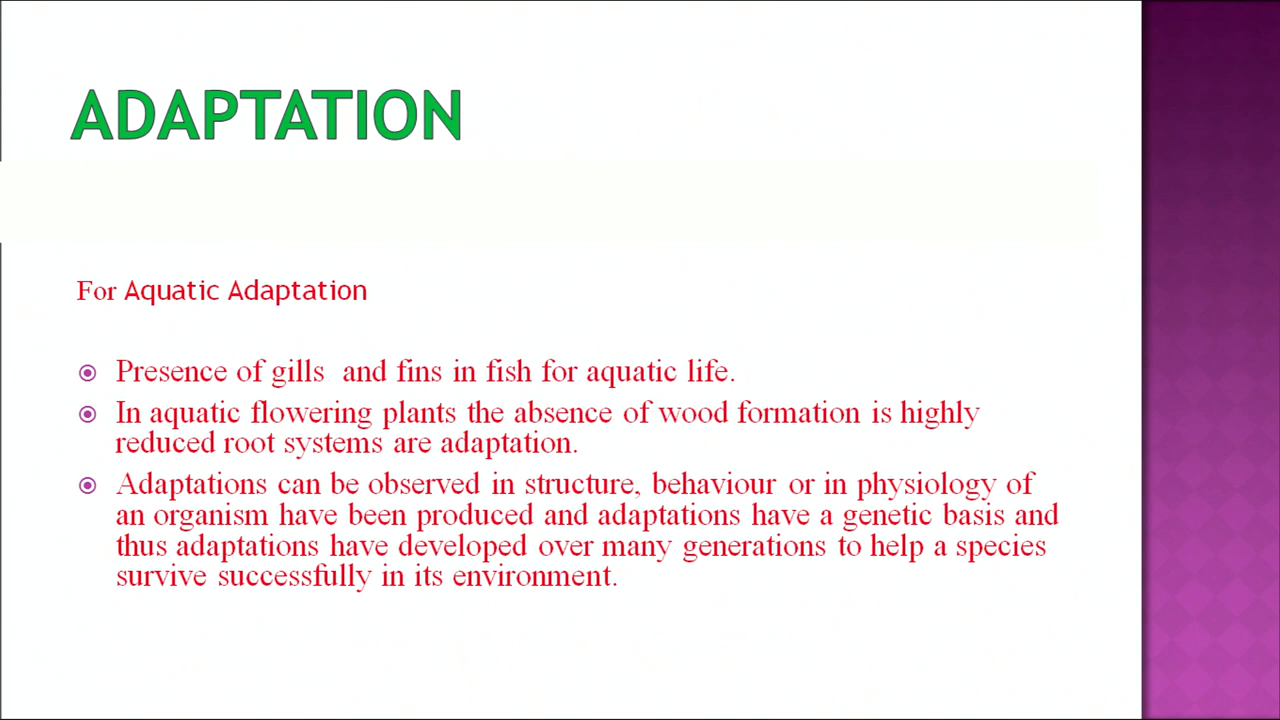 ADAPTATION
For Aquatic Adaptation
Presence of gills and fins in fish for aquatic life.
In aquatic flowering plants the absence of wood formation is highly
reduced root systems are adaptation.
Adaptations can be observed in structure, behaviour or in physiology of
an organism have been produced and adaptations have a genetic basis and
thus adaptations have developed over many generations to help a species
survive successfully in its environment.